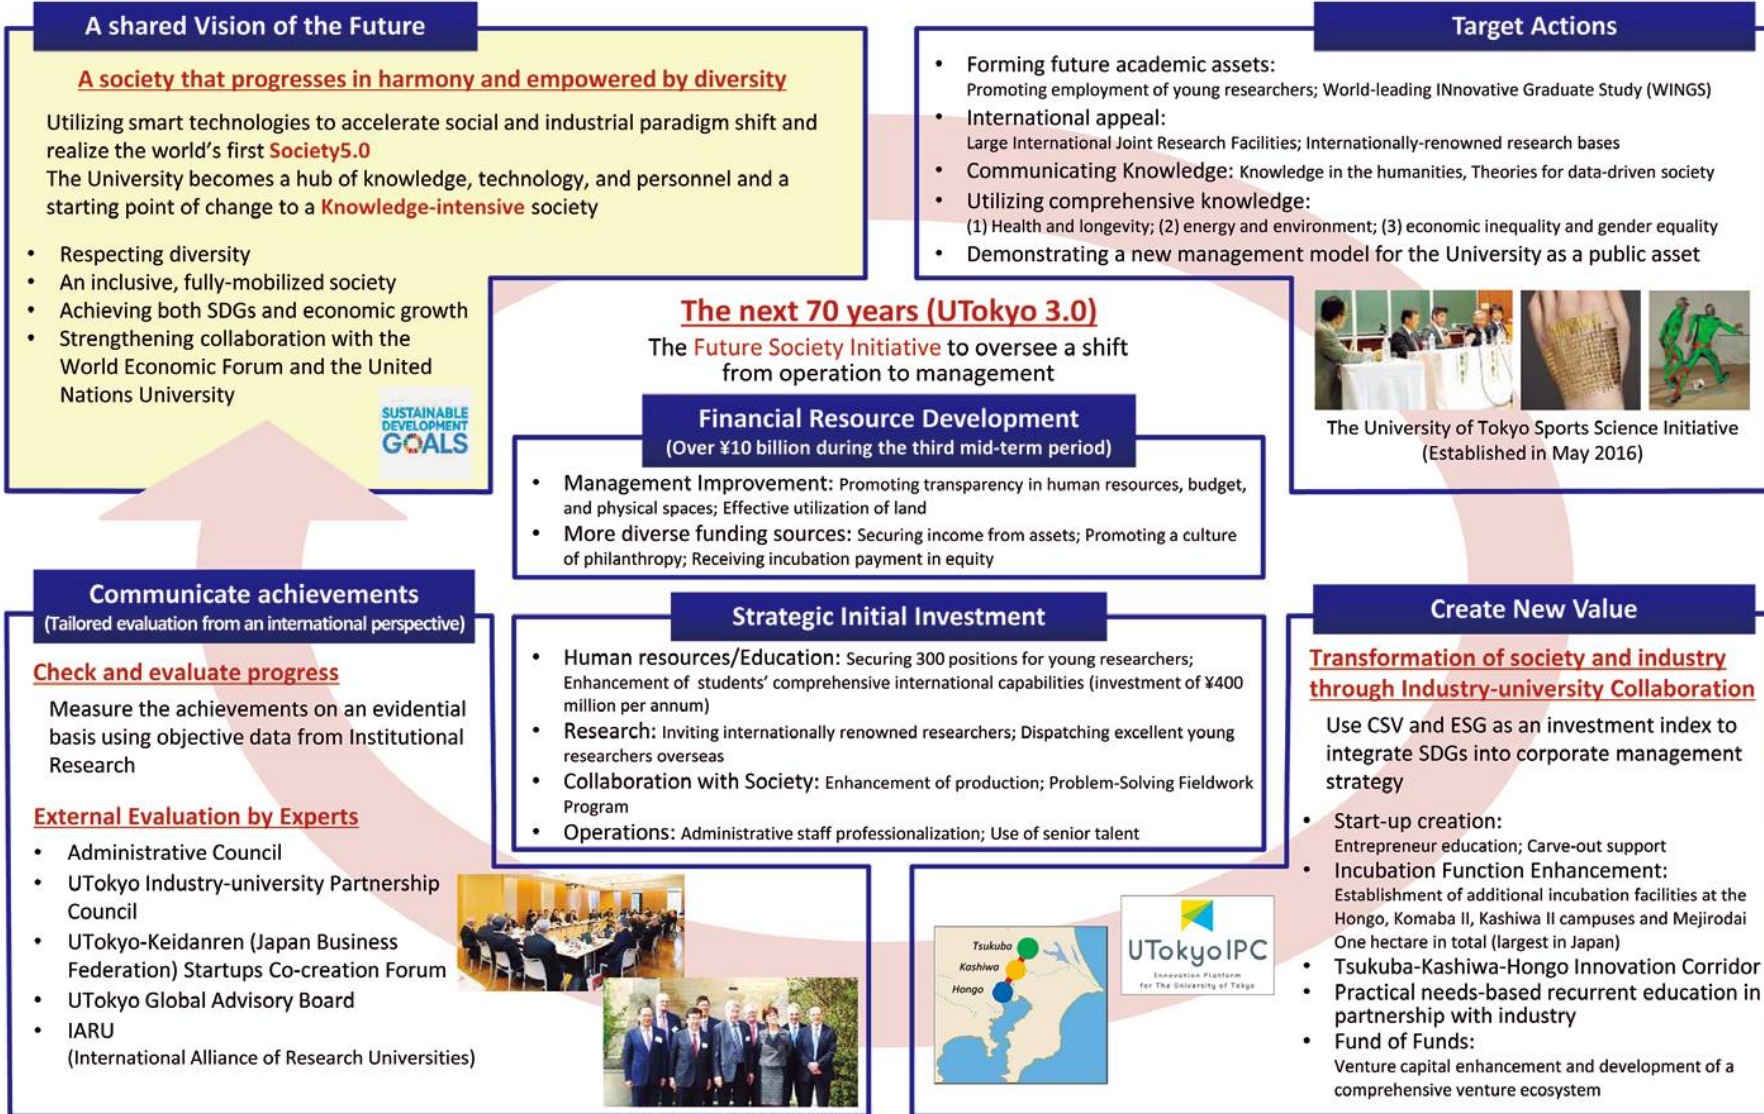 A shared Vision of the Future
A society that progresses in harmony and empowered by diversity
Utilizing smart technologies to accelerate social and industrial paradigm shift and
realize the world's first Society5.0
The University becomes a hub of knowledge, technology, and personnel and a
starting point of change to a Knowledge-intensive society
• Respecting diversity
• An inclusive, fully-mobilized society
• Achieving both SDGs and economic growth
• Strengthening collaboration with the
World Economic Forum and the United
Nations University
SUSTAINABLE
DEVELOPMENT
GOALS
Target Actions
• Forming future academic assets:
Promoting employment of young researchers; World-leading INnovative Graduate Study (WINGS)
• International appeal:
Large International Joint Research Facilities; Internationally-renowned research bases
• Communicating Knowledge: Knowledge in the humanities, Theories for data-driven society
• Utilizing comprehensive knowledge:
(1) Health and longevity; (2) energy and environment; (3) economic inequality and gender equality
• Demonstrating a new management model for the University as a public asset
The University of Tokyo Sports Science Initiative
(Established in May 2016)
The next 70 years (UTokyo 3.0)
The Future Society Initiative to oversee a shift
from operation to management
Financial Resource Development
(Over ¥10 billion during the third mid-term period)
• Management Improvement: Promoting transparency in human resources, budget,
and physical spaces; Effective utilization of land
• More diverse funding sources: Securing income from assets; Promoting a culture
of philanthropy; Receiving incubation payment in equity
Strategic Initial Investment
• Human resources/Education: Securing 300 positions for young researchers;
Enhancement of students' comprehensive international capabilities (investment of ¥400
million per annum)
• Research: Inviting internationally renowned researchers; Dispatching excellent young
researchers overseas
• Collaboration with Society: Enhancement of production; Problem-Solving Fieldwork
Program
• Operations: Administrative staff professionalization; Use of senior talent
Communicate achievements
(Tailored evaluation from an international perspective)
Check and evaluate progress
Measure the achievements on an evidential
basis using objective data from Institutional
Research
External Evaluation by Experts
• Administrative Council
• UTokyo Industry-university Partnership
Council
• UTokyo-Keidanren (Japan Business
Federation) Startups Co-creation Forum
• UTokyo Global Advisory Board
• IARU
(International Alliance of Research Universities)
Create New Value
Transformation of society and industry
through Industry-university Collaboration
Use CSV and ESG as an investment index to
integrate SDGs into corporate management
strategy
• Start-up creation:
Entrepreneur education; Carve-out support
• Incubation Function Enhancement:
Establishment of additional incubation facilities at the
Hongo, Komaba II, Kashiwa II campuses and Mejirodai
One hectare in total (largest in Japan)
• Tsukuba-Kashiwa-Hongo Innovation Corridor
• Practical needs-based recurrent education in
partnership with industry
• Fund of Funds:
Venture capital enhancement and development of a
comprehensive venture ecosystem
Tsukuba
Kashiwa
Hongo
UTokyoIPC
Innovation Platform
for The University of Tokyo